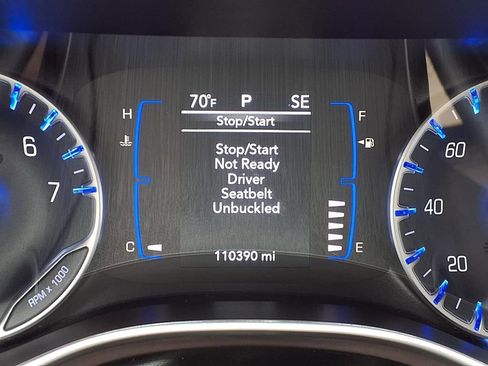 70°F P SE
Stop/Start
H F
6 60
Stop/Start
Not Ready
Driver
Seatbelt
Unbuckled
7 40
C E
110390 mi
20
RPM x 1000